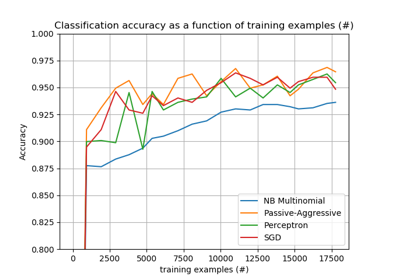 Classification accuracy as a function of training examples (#)
1.000
0.975
0.950
0.925
0.900
0.875
0.850
0.825
0.800
Accuracy
NB Multinomial
Passive-Aggressive
Perceptron
SGD
0 2500 5000 7500 10000 12500 15000 17500
training examples (#)